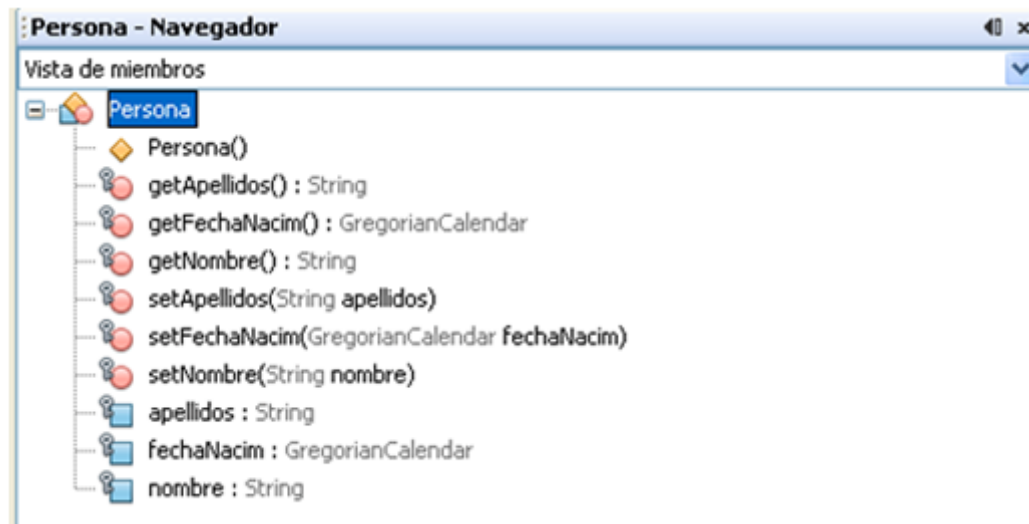 Persona - Navegador
Vista de miembros
Persona
Persona()
getApellidos() : String
getFechaNacim() : GregorianCalendar
getNombre() : String
setApellidos(String apellidos)
setFechaNacim(GregorianCalendar fechaNacim)
setNombre(String nombre)
apellidos : String
fechaNacim : GregorianCalendar
nombre : String